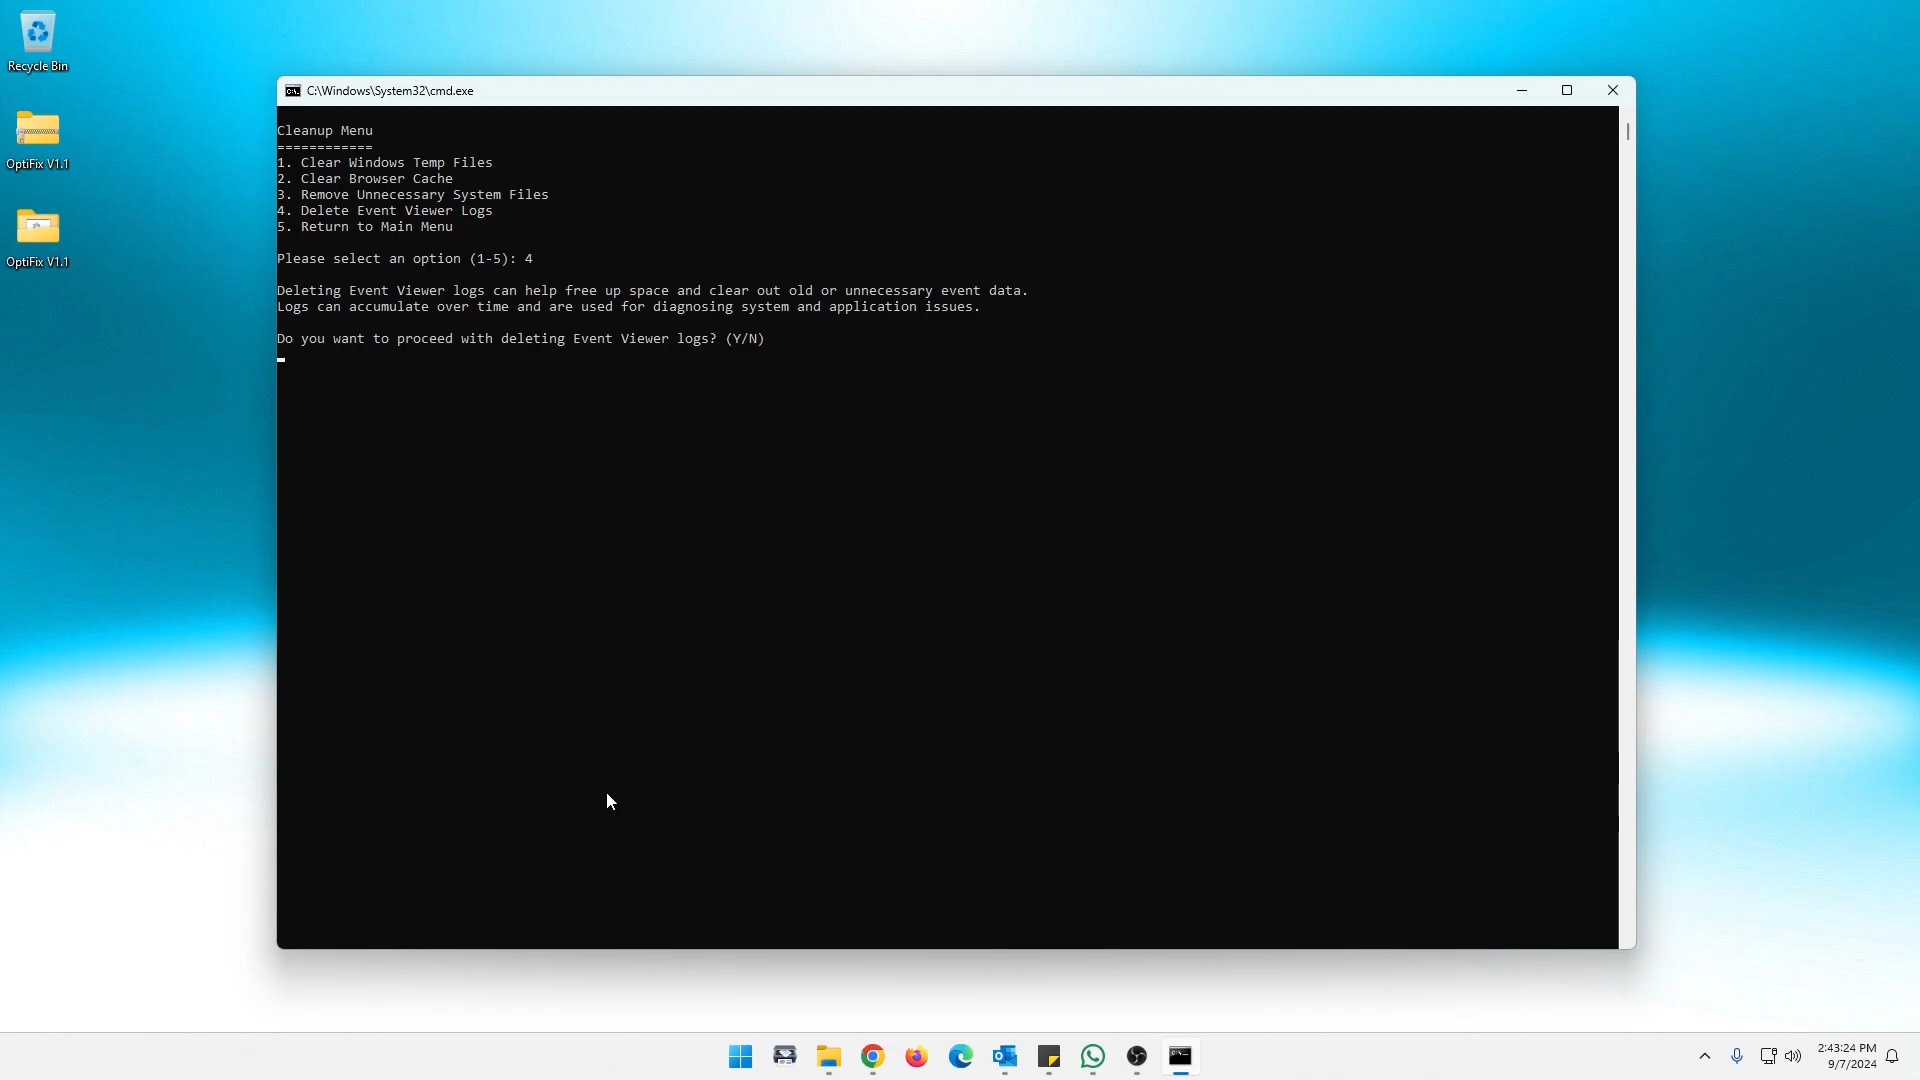 Recycle Bin
OptiFix V1.1
OptiFix V1.1
C:\Windows\System32\cmd.exe
Cleanup Menu
============
1. Clear Windows Temp Files
2. Clear Browser Cache
3. Remove Unnecessary System Files
4. Delete Event Viewer Logs
5. Return to Main Menu
Please select an option (1-5): 4
Deleting Event Viewer logs can help free up space and clear out old or unnecessary event data.
Logs can accumulate over time and are used for diagnosing system and application issues.
Do you want to proceed with deleting Event Viewer logs? (Y/N)
2:43:24 PM
9/7/2024